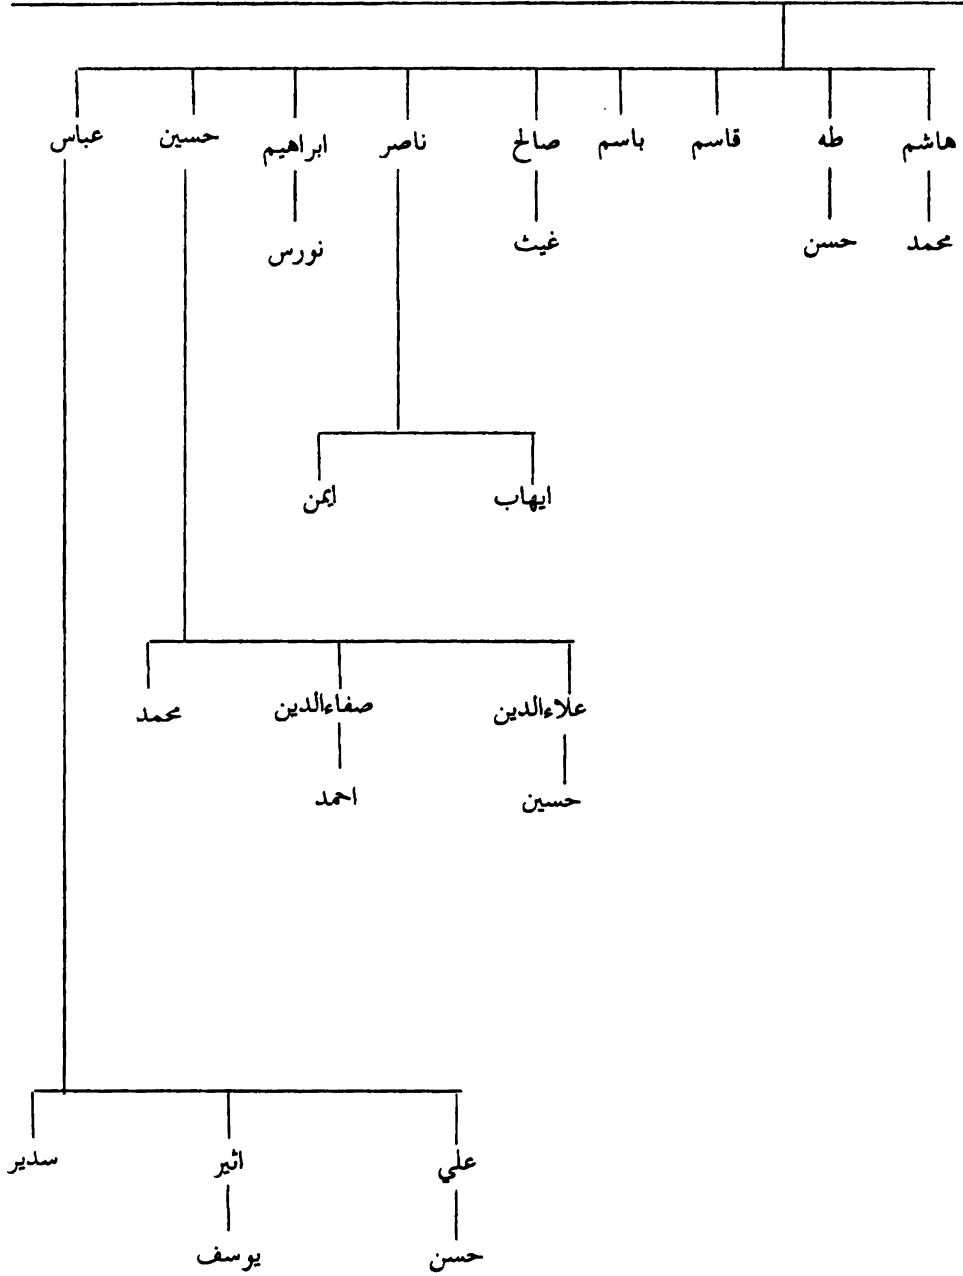 هاشم طه قاسم باسم صالح ناصر ابراهيم حسين عباس
محمد حسن غيث نورس
ايهاب ايمن
علاءالدين صفاءالدين محمد
حسين احمد
علي اثير سدير
حسن يوسف